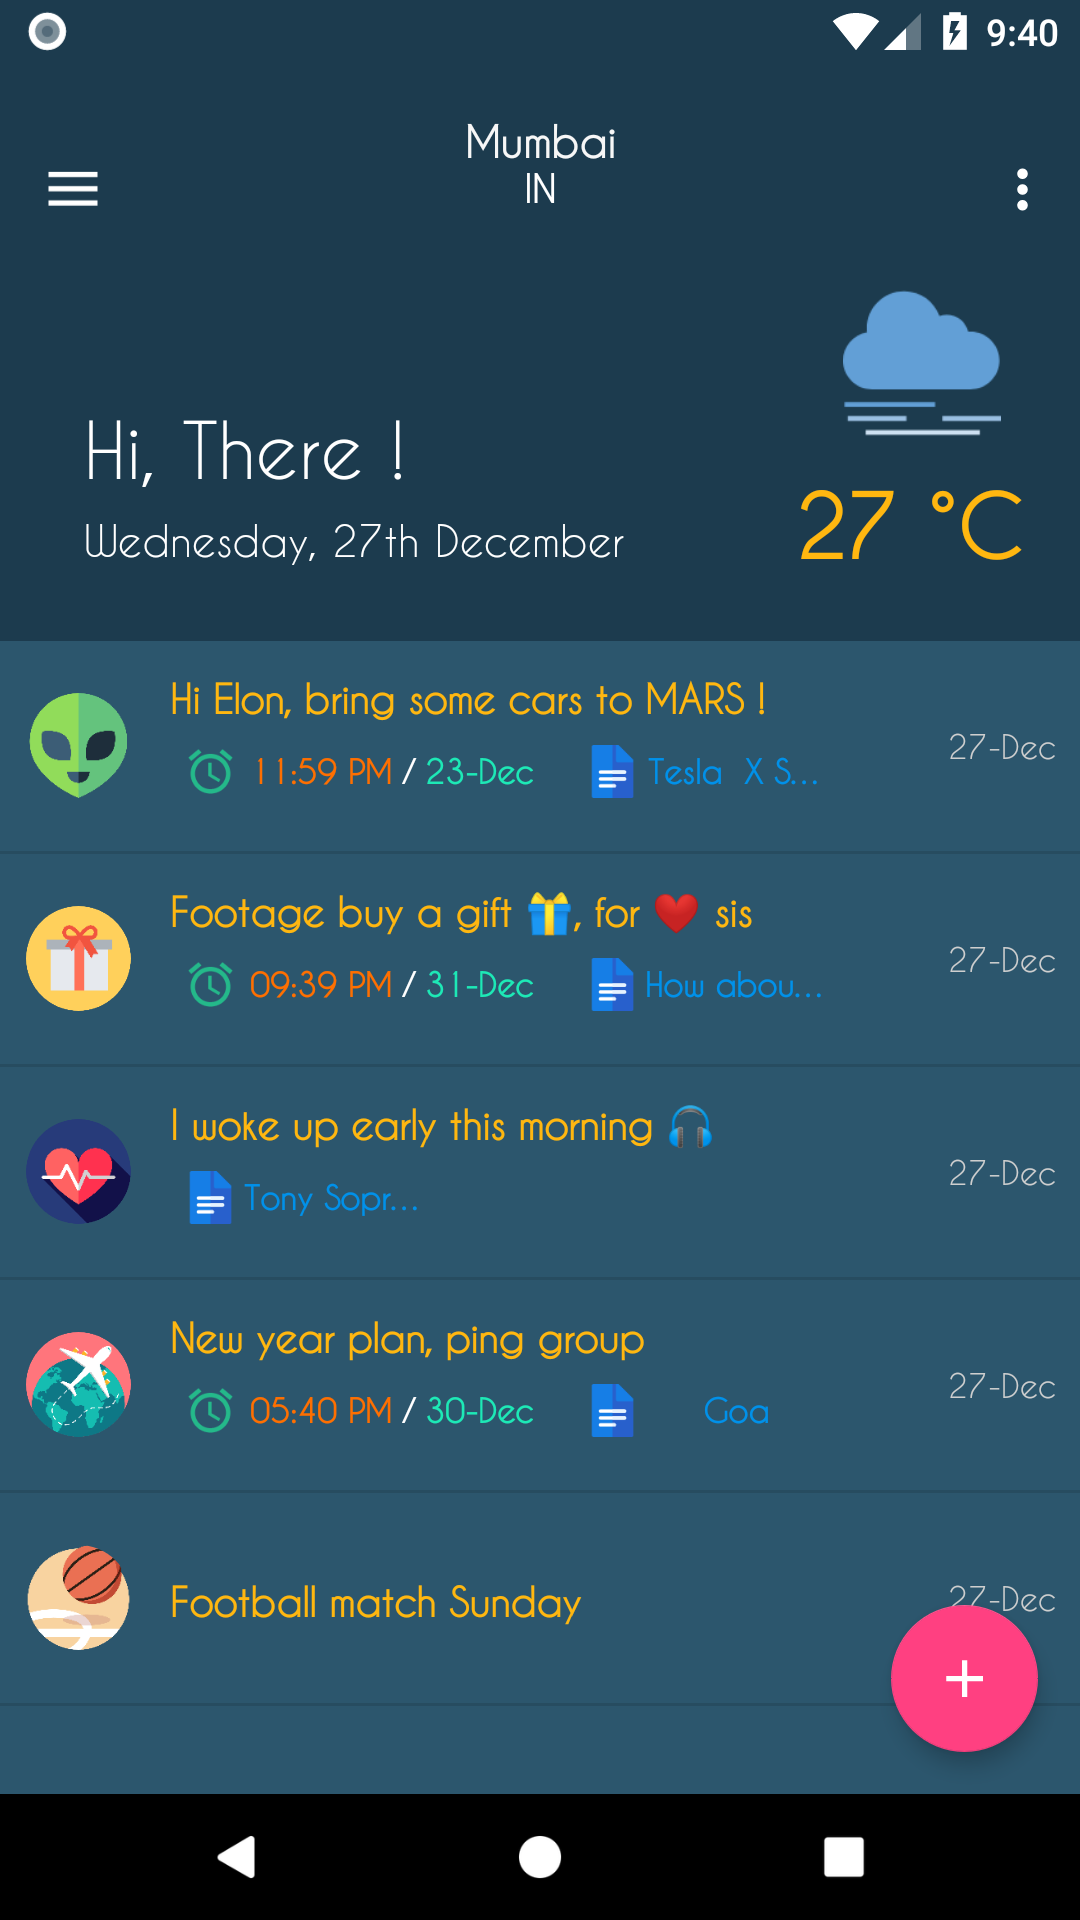 9:40
Mumbai
IN
Hi, There !
Wednesday, 27th December
27 °C
Hi Elon, bring some cars to MARS !
11:59 PM / 23-Dec Tesla X S...
27-Dec
Footage buy a gift 🎁, for ❤️ sis
09:39 PM / 31-Dec How abou...
27-Dec
I woke up early this morning 🎧
Tony Sopr...
27-Dec
New year plan, ping group
05:40 PM / 30-Dec Goa
27-Dec
Football match Sunday
27-Dec